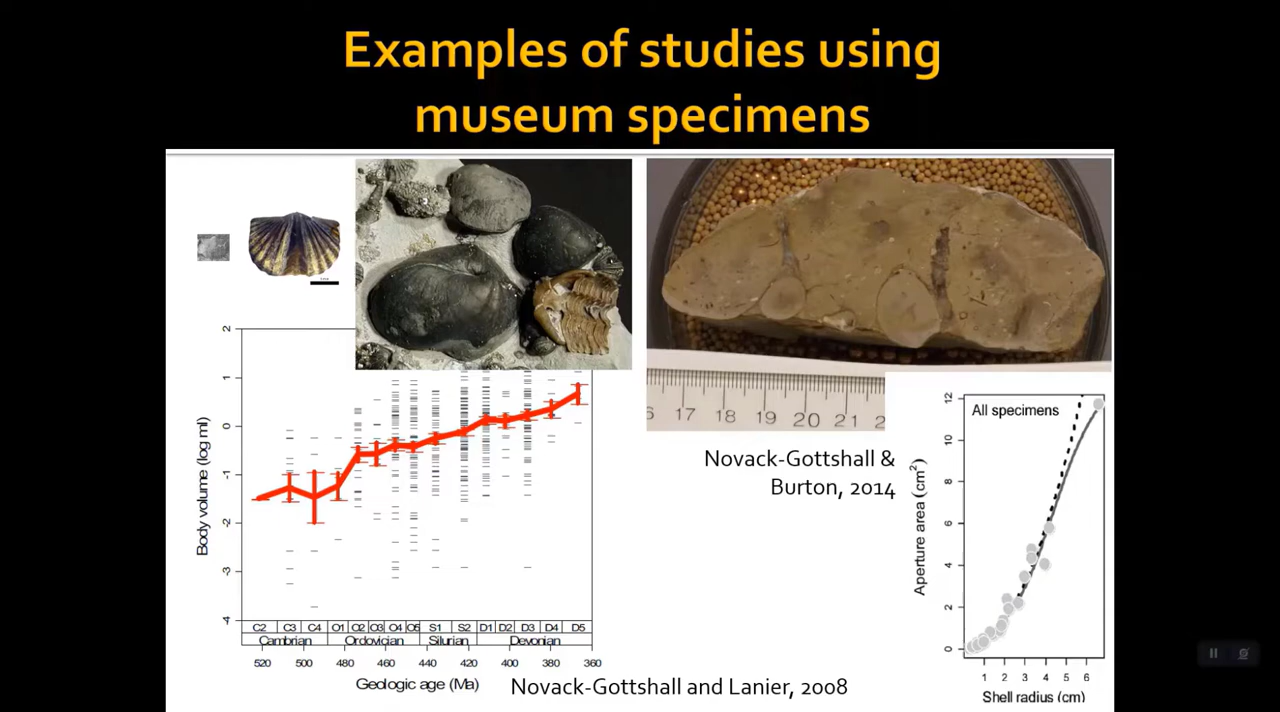 Examples of studies using
museum specimens
17 18 19 20 21 2
Novack-Gottshall &
Burton, 2014
2
1
0
-1
-2
-3
-4
Body volume (log ml)
C2 C3 C4 O1 O2 O3 O4 O5 S1 S2 D1 D2 D3 D4 D5
Cambrian Ordovician Silurian Devonian
520 500 480 460 440 420 400 380 360
Geologic age (Ma)
Novack-Gottshall and Lanier, 2008
All specimens
12
10
8
6
4
2
0
Aperture area (cm²)
1 2 3 4 5 6
Shell radius (cm)